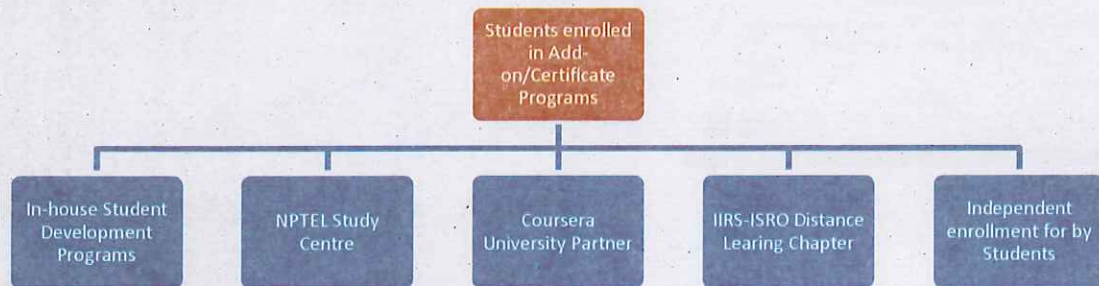 Students enrolled
in Add-
on/Certificate
Programs
In-house Student
Development
Programs
NPTEL Study
Centre
Coursera
University Partner
IIRS-ISRO Distance
Learing Chapter
Independent
enrollment for by
Students